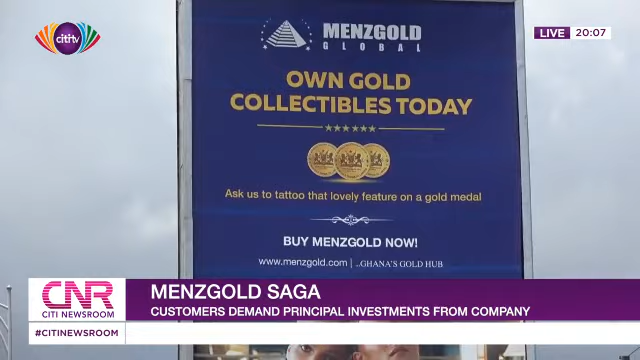 citi tv
LIVE 20:07
MENZGOLD
GLOBAL
OWN GOLD
COLLECTIBLES TODAY
Ask us to tattoo that lovely feature on a gold medal
BUY MENZGOLD NOW!
www.menzgold.com | ..GHANA'S GOLD HUB
CNR
CITI NEWSROOM
MENZGOLD SAGA
CUSTOMERS DEMAND PRINCIPAL INVESTMENTS FROM COMPANY
#CITINEWSROOM